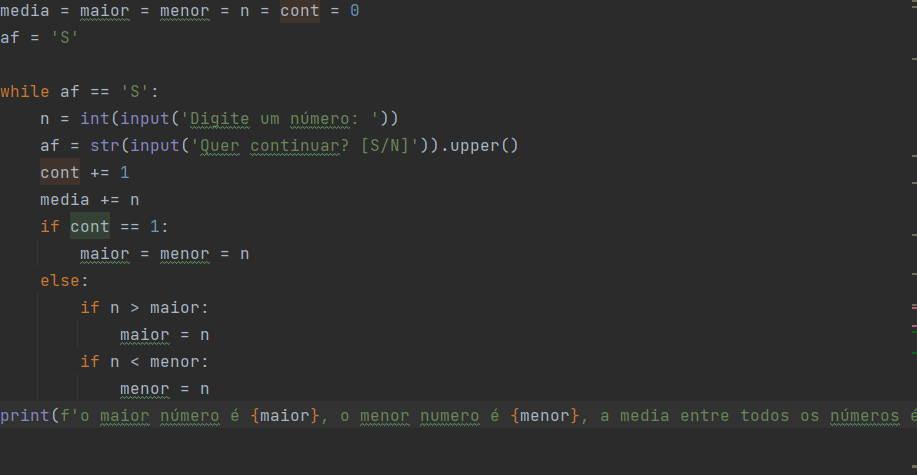 media = maior = menor = n = cont = 0
af = 'S'
while af == 'S':
    n = int(input('Digite um número: '))
    af = str(input('Quer continuar? [S/N]')).upper()
    cont += 1
    media += n
    if cont == 1:
        maior = menor = n
    else:
        if n > maior:
            maior = n
        if n < menor:
            menor = n
print(f'o maior número é {maior}, o menor numero é {menor}, a media entre todos os números é